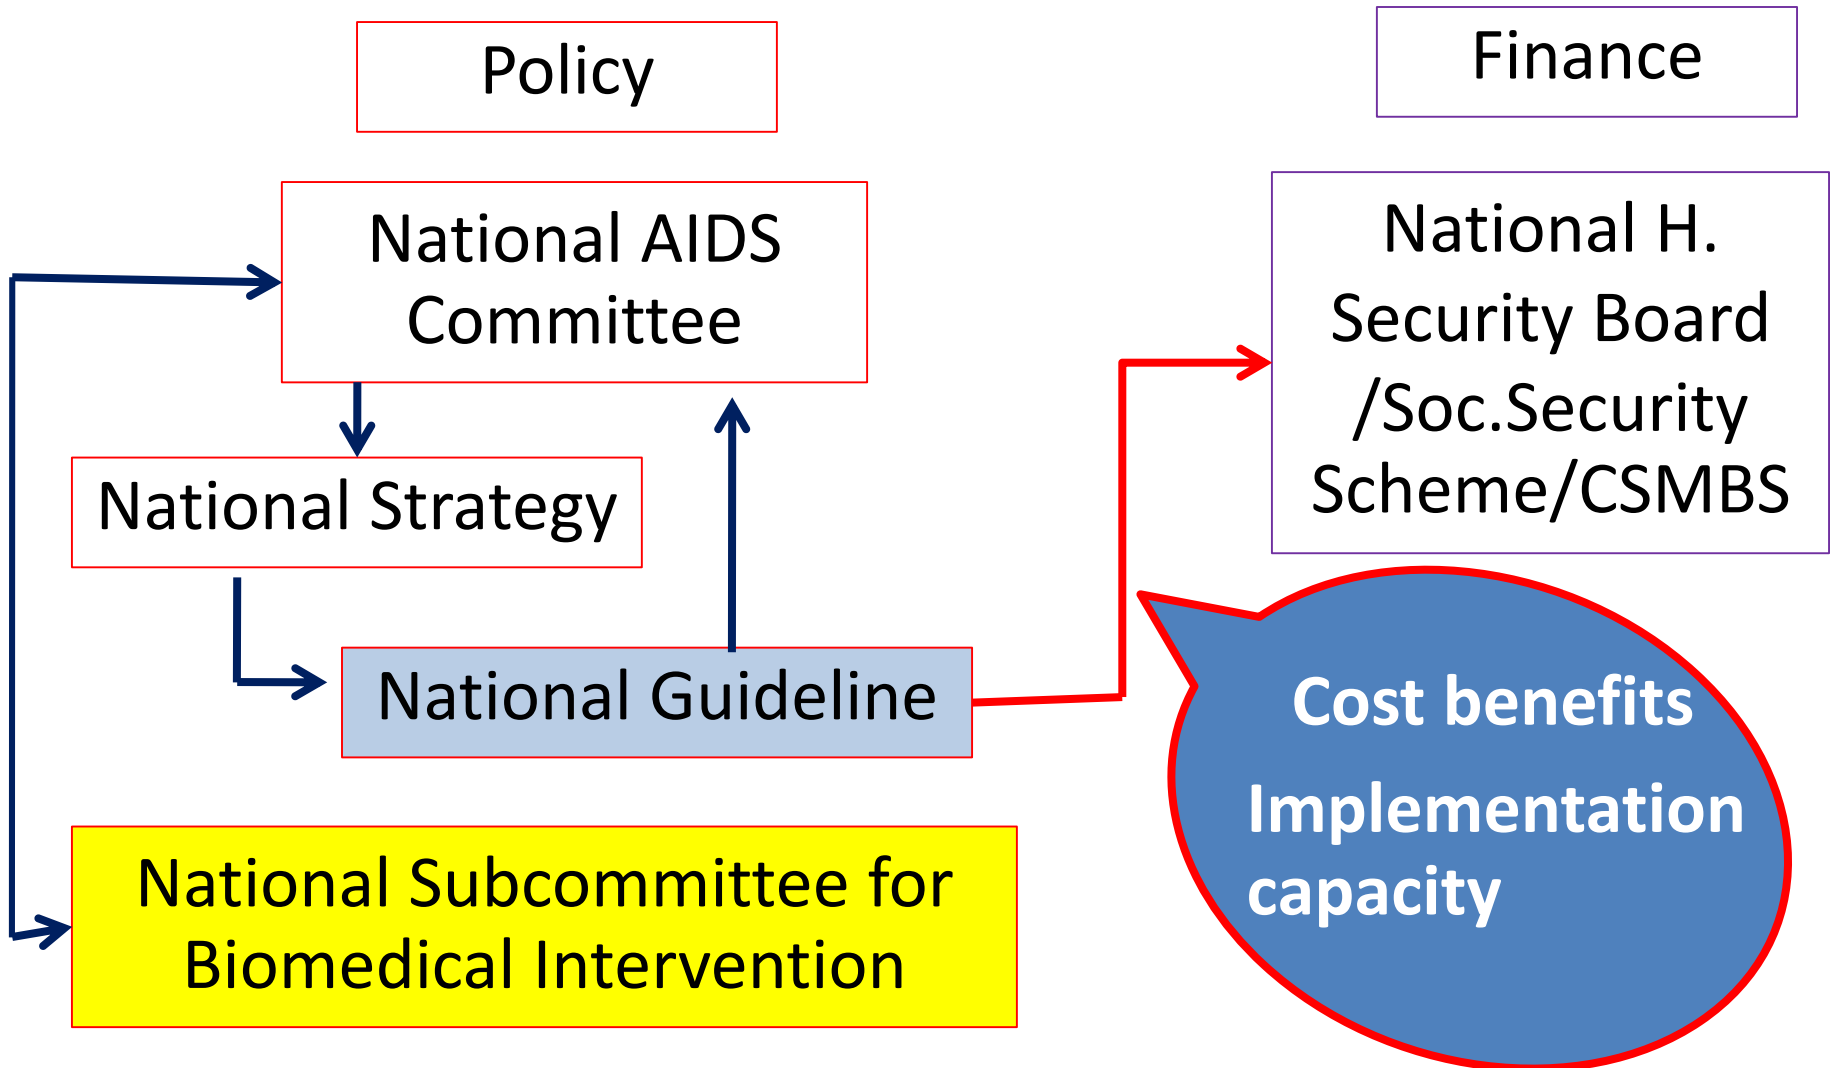 Policy
Finance
National AIDS
Committee
National H.
Security Board
/Soc.Security
Scheme/CSMBS
National Strategy
National Guideline
Cost benefits
Implementation
capacity
National Subcommittee for
Biomedical Intervention